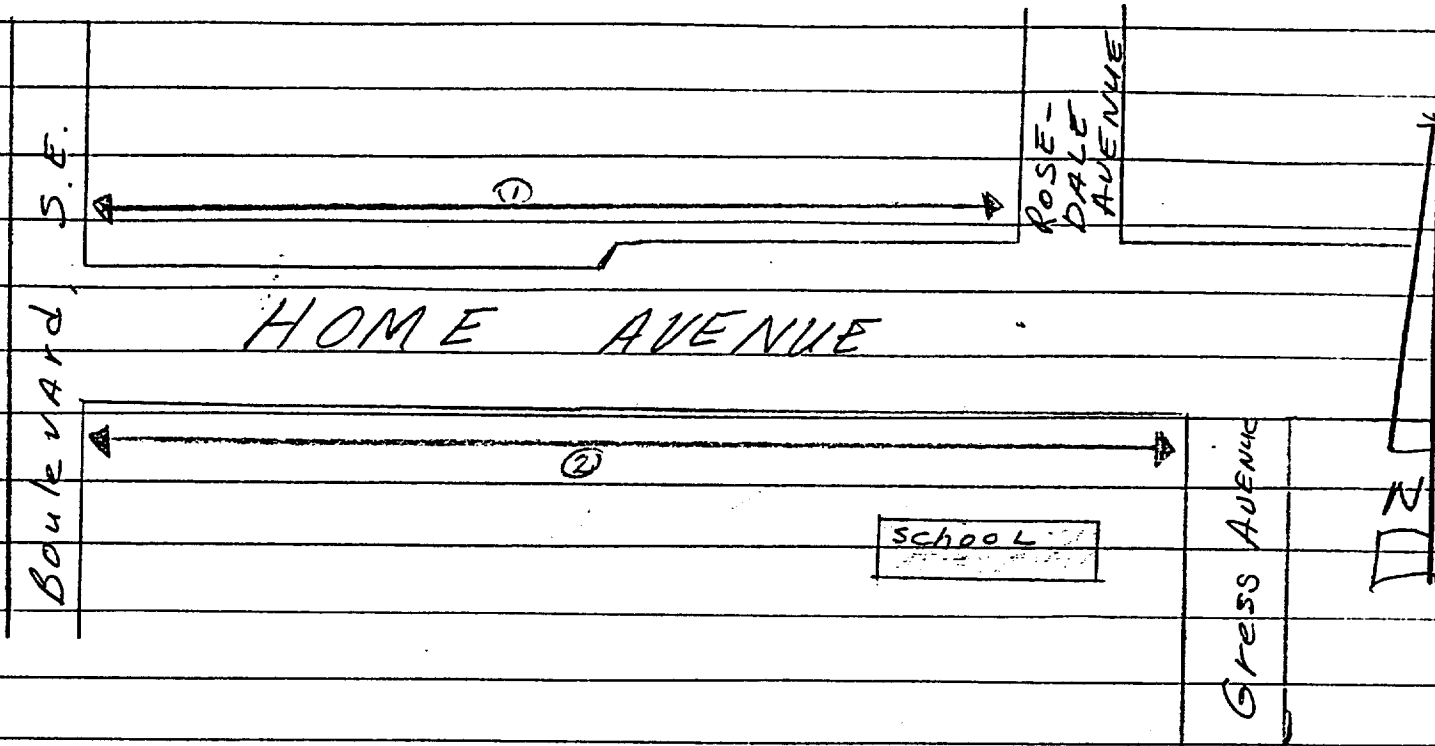 Boulevard, S.E.
①
ROSE-
DALE
AVENUE
HOME AVENUE
②
School
Gress AVENUE
N